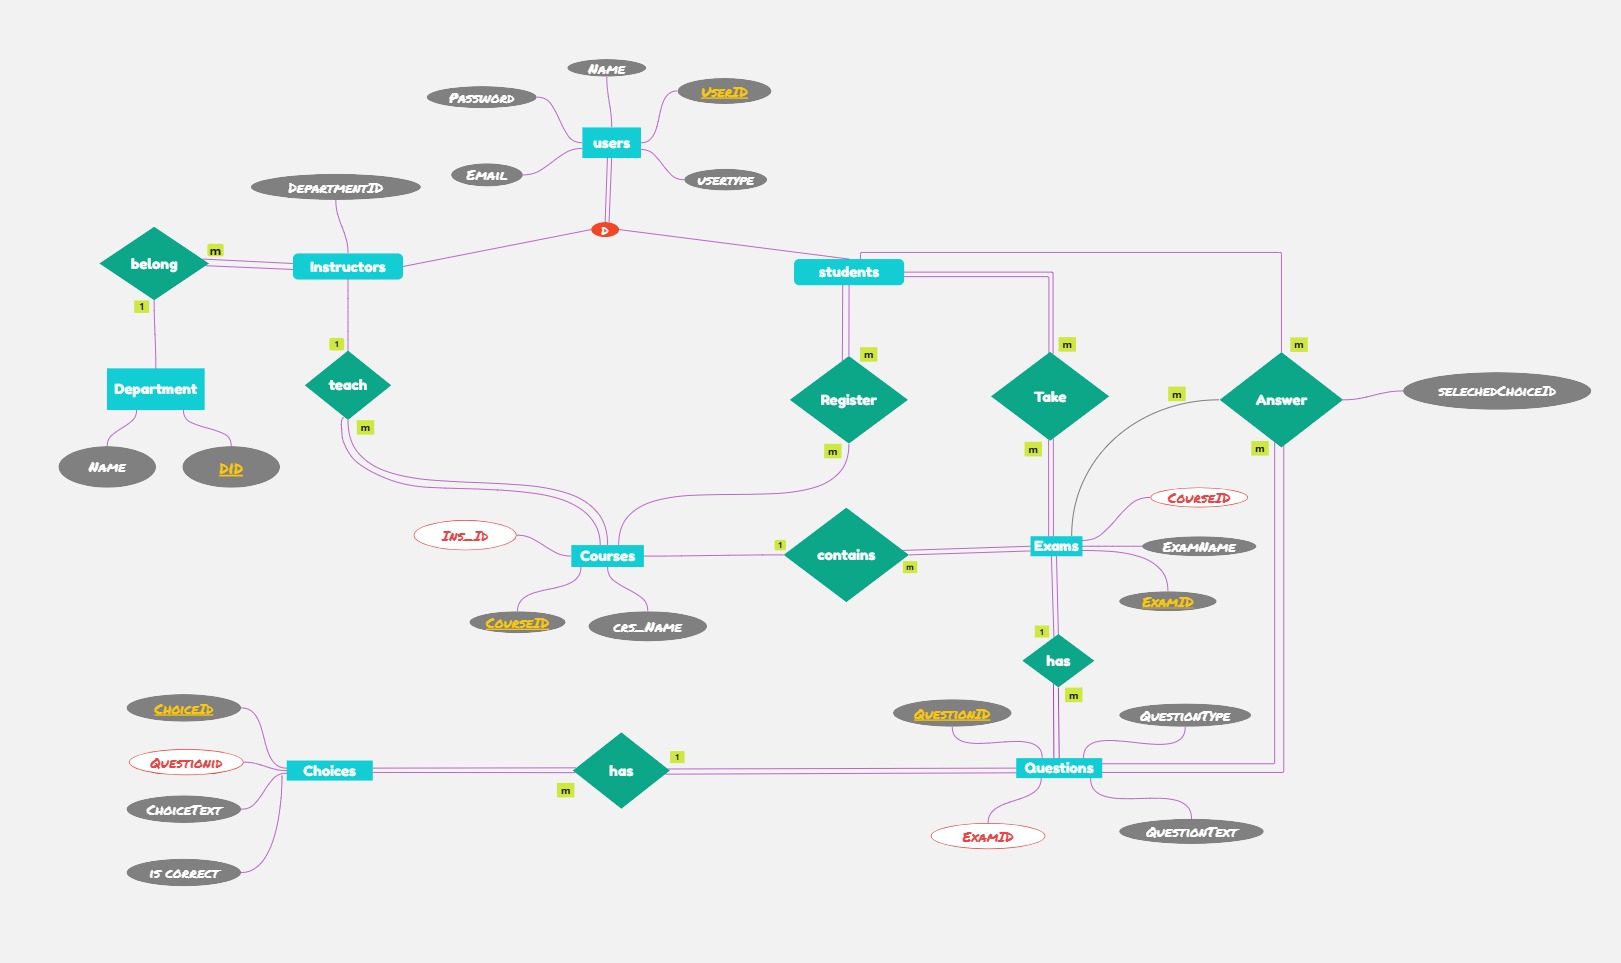 Name
UserID
Password
users
Email
usertype
DepartmentID
D
belong
m
Instructors
students
1
1
m
m
m
Department
teach
Register
Take
m
Answer
selechedChoiceId
m
m
m
m
Name
DID
CourseID
Ins_Id
Courses
1
contains
m
Exams
ExamName
CourseID
crs_Name
ExamID
1
has
m
ChoiceId
QuestionID
QuestionType
Questionid
Choices
has
1
m
Questions
ChoiceText
ExamID
QuestionText
is correct